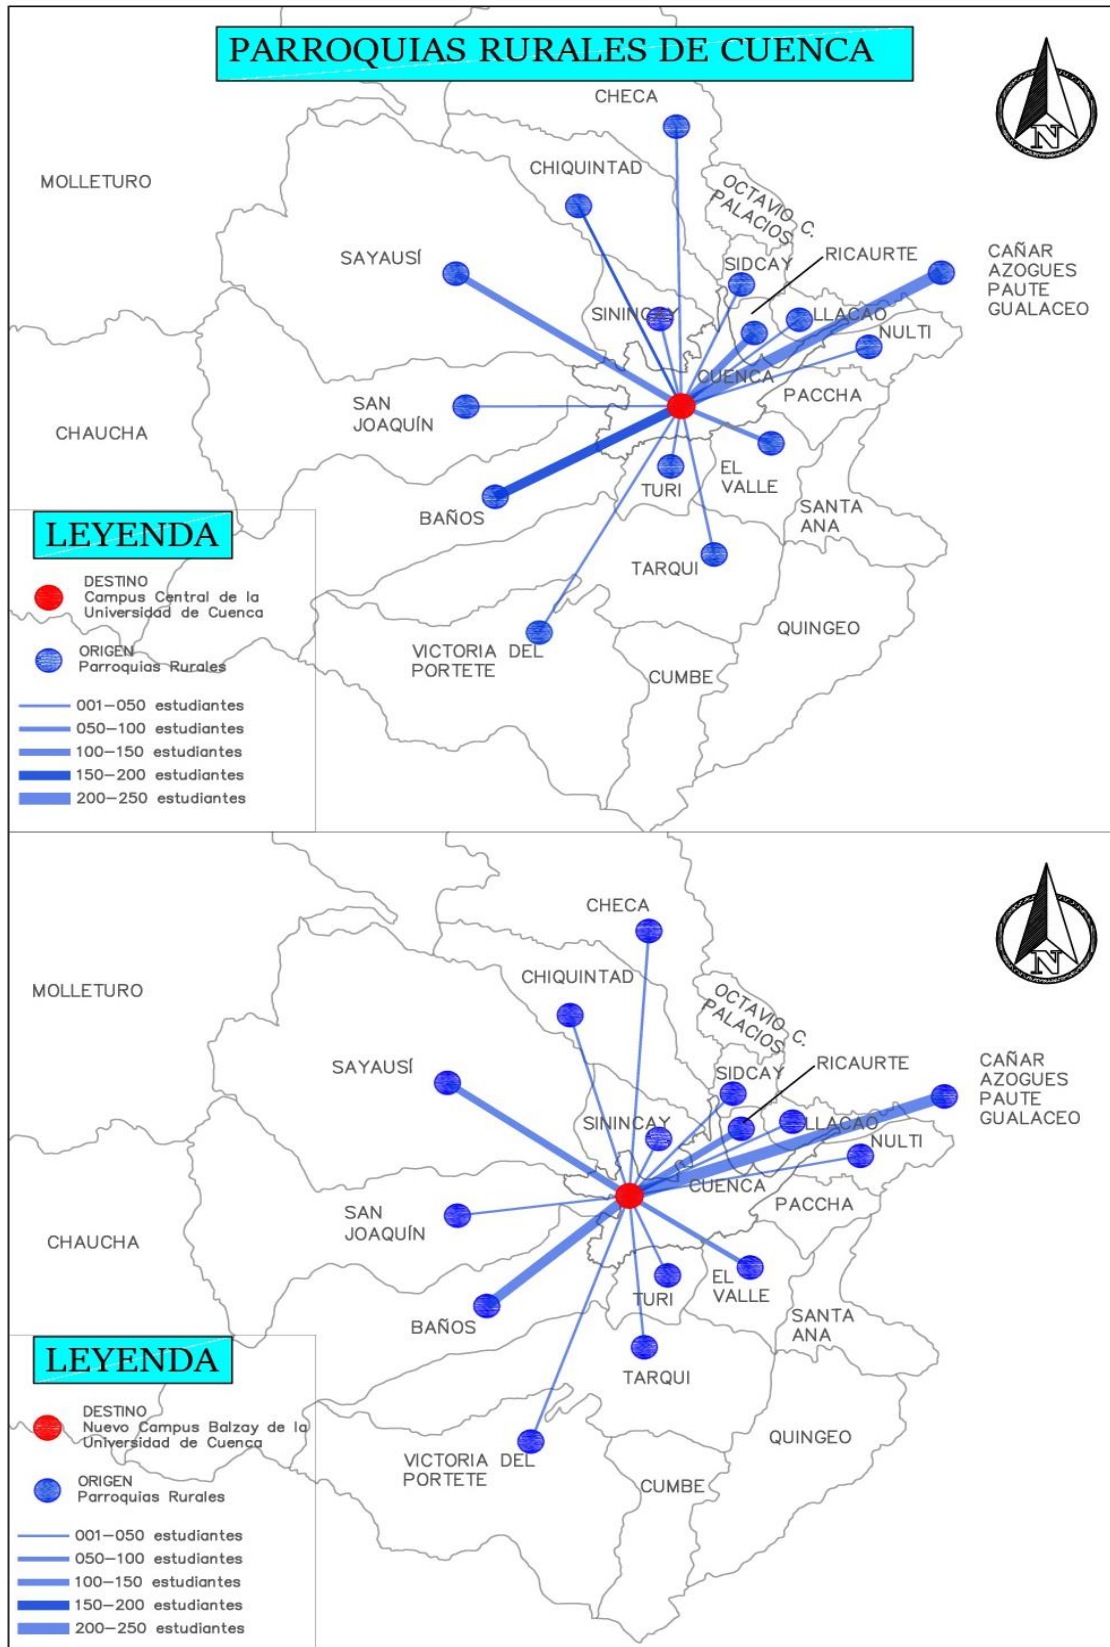 PARROQUIAS RURALES DE CUENCA
N
CHECA
MOLLETURO
CHIQUINTAD
OCTAVIO C.
PALACIOS
SAYAUSÍ
SIDCAY
RICAURTE
CAÑAR
AZOGUES
PAUTE
GUALACEO
SININCAY
LLACAO
NULTI
CUENCA
PACCHA
SAN
JOAQUÍN
CHAUCHA
EL
VALLE
TURI
BAÑOS
SANTA
ANA
TARQUI
QUINGEO
VICTORIA DEL
PORTETE
CUMBE
LEYENDA
DESTINO
Campus Central de la
Universidad de Cuenca
ORIGEN
Parroquias Rurales
001-050 estudiantes
050-100 estudiantes
100-150 estudiantes
150-200 estudiantes
200-250 estudiantes
N
CHECA
MOLLETURO
CHIQUINTAD
OCTAVIO C.
PALACIOS
SAYAUSÍ
SIDCAY
RICAURTE
CAÑAR
AZOGUES
PAUTE
GUALACEO
SININCAY
LLACAO
NULTI
CUENCA
PACCHA
SAN
JOAQUÍN
CHAUCHA
EL
VALLE
TURI
BAÑOS
SANTA
ANA
TARQUI
QUINGEO
VICTORIA DEL
PORTETE
CUMBE
LEYENDA
DESTINO
Nuevo Campus Balzay de la
Universidad de Cuenca
ORIGEN
Parroquias Rurales
001-050 estudiantes
050-100 estudiantes
100-150 estudiantes
150-200 estudiantes
200-250 estudiantes